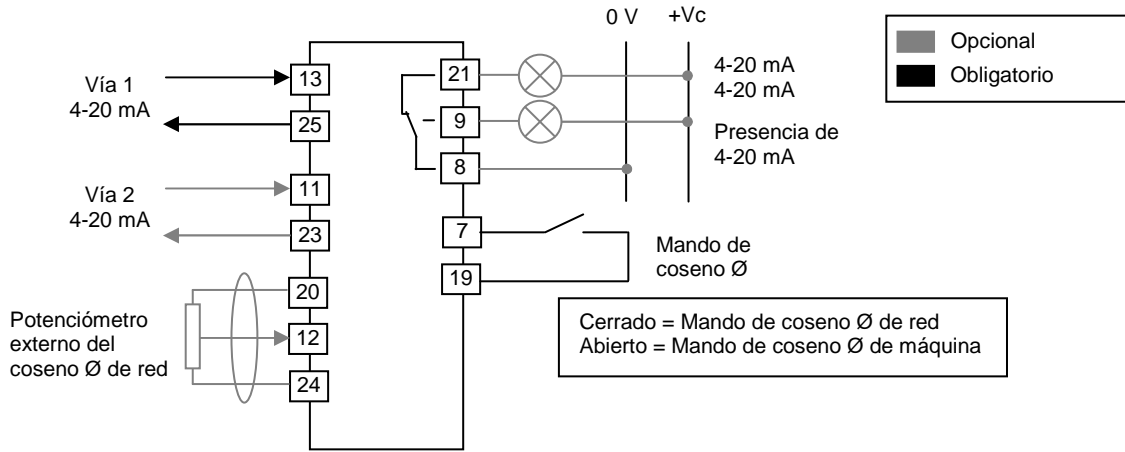 0 V
+Vc
Opcional
Obligatorio
Vía 1
4-20 mA
13
25
21
9
8
4-20 mA
4-20 mA
Presencia de
4-20 mA
Vía 2
4-20 mA
11
23
7
19
Mando de
coseno Ø
Potenciómetro
externo del
coseno Ø de red
20
12
24
Cerrado = Mando de coseno Ø de red
Abierto = Mando de coseno Ø de máquina